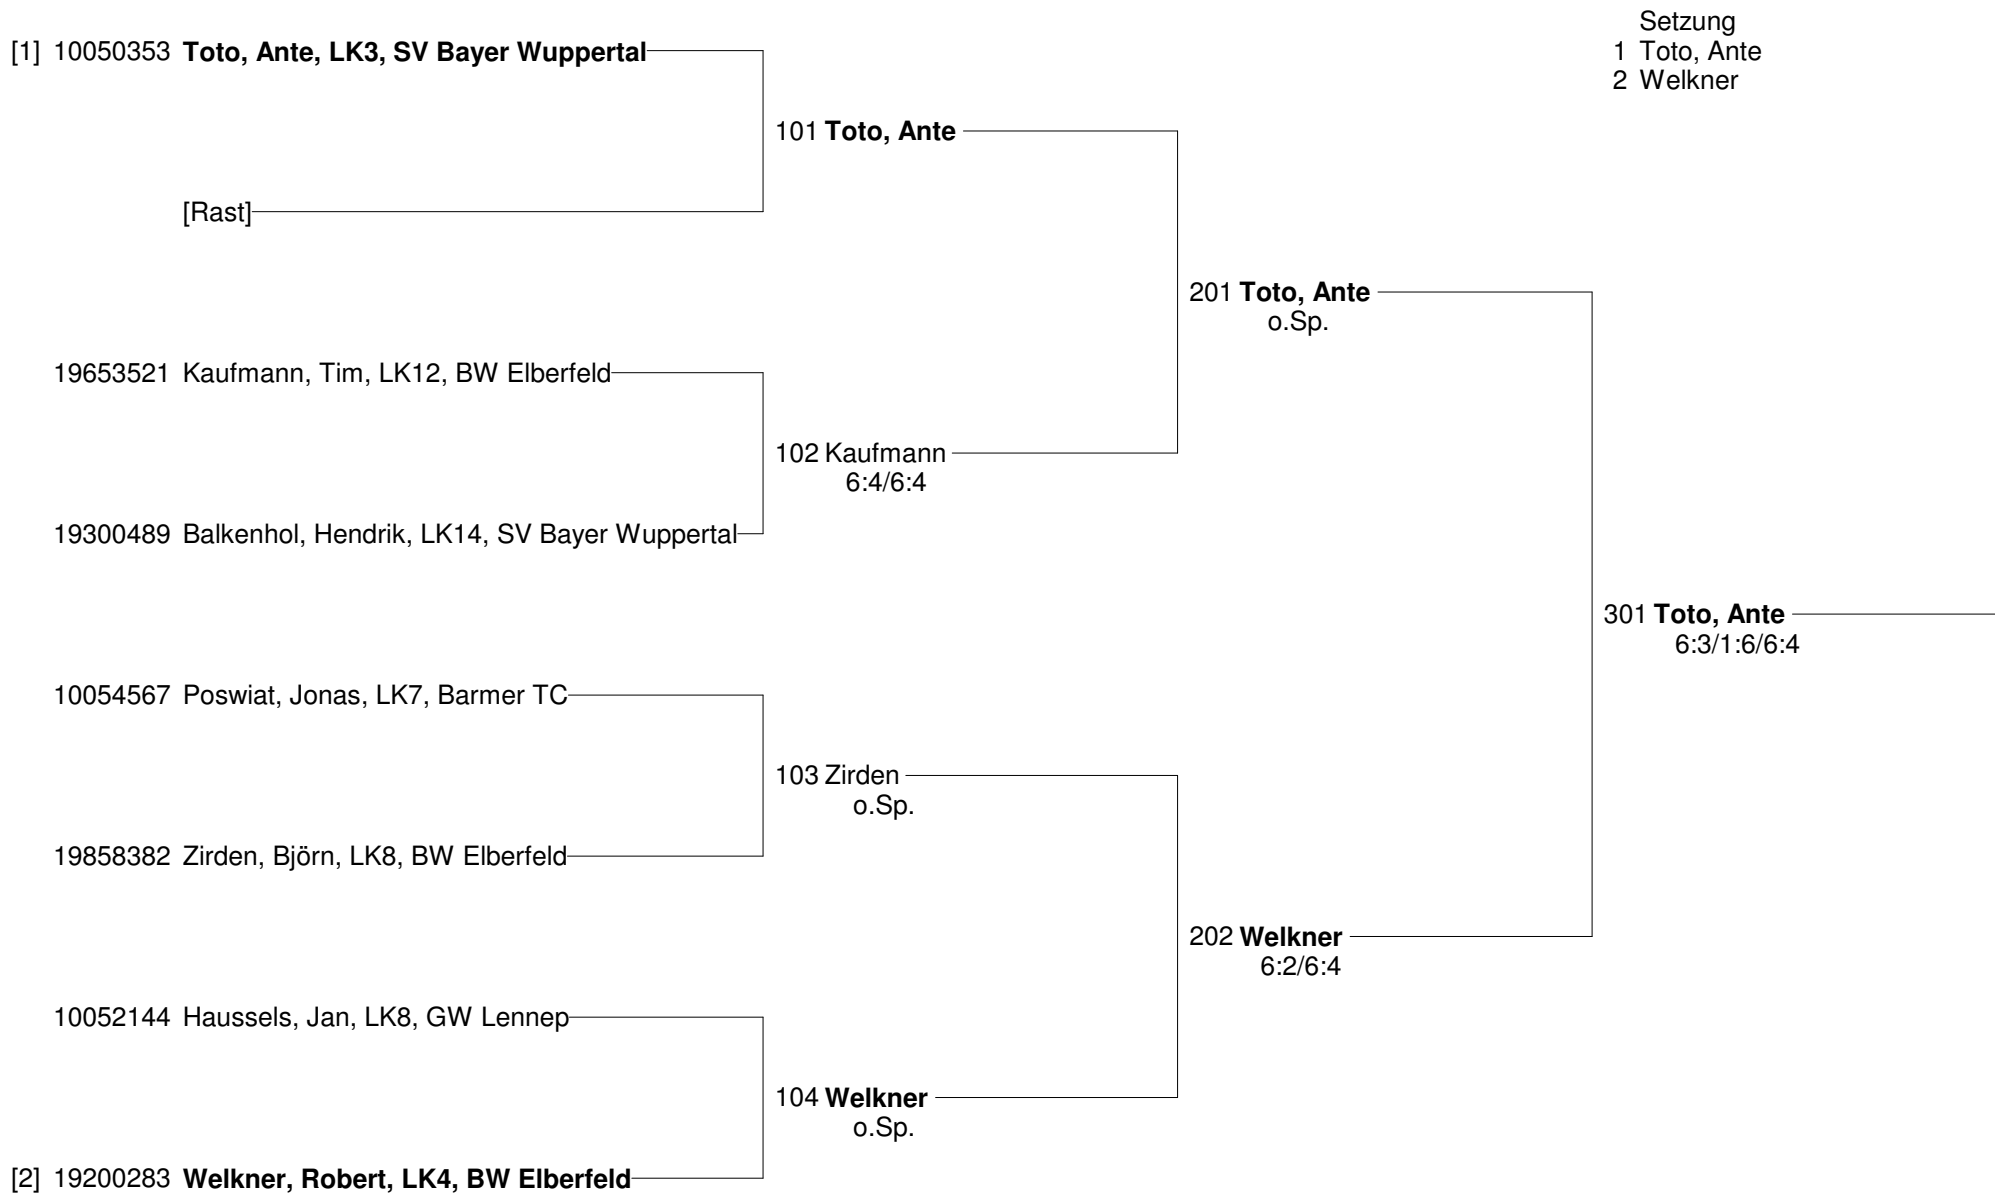 Setzung
1 Toto, Ante
2 Welkner
[1] 10050353 Toto, Ante, LK3, SV Bayer Wuppertal
101 Toto, Ante
[Rast]
201 Toto, Ante
o.Sp.
19653521 Kaufmann, Tim, LK12, BW Elberfeld
102 Kaufmann
6:4/6:4
19300489 Balkenhol, Hendrik, LK14, SV Bayer Wuppertal
301 Toto, Ante
6:3/1:6/6:4
10054567 Poswiat, Jonas, LK7, Barmer TC
103 Zirden
o.Sp.
19858382 Zirden, Björn, LK8, BW Elberfeld
202 Welkner
6:2/6:4
10052144 Haussels, Jan, LK8, GW Lennep
104 Welkner
o.Sp.
[2] 19200283 Welkner, Robert, LK4, BW Elberfeld